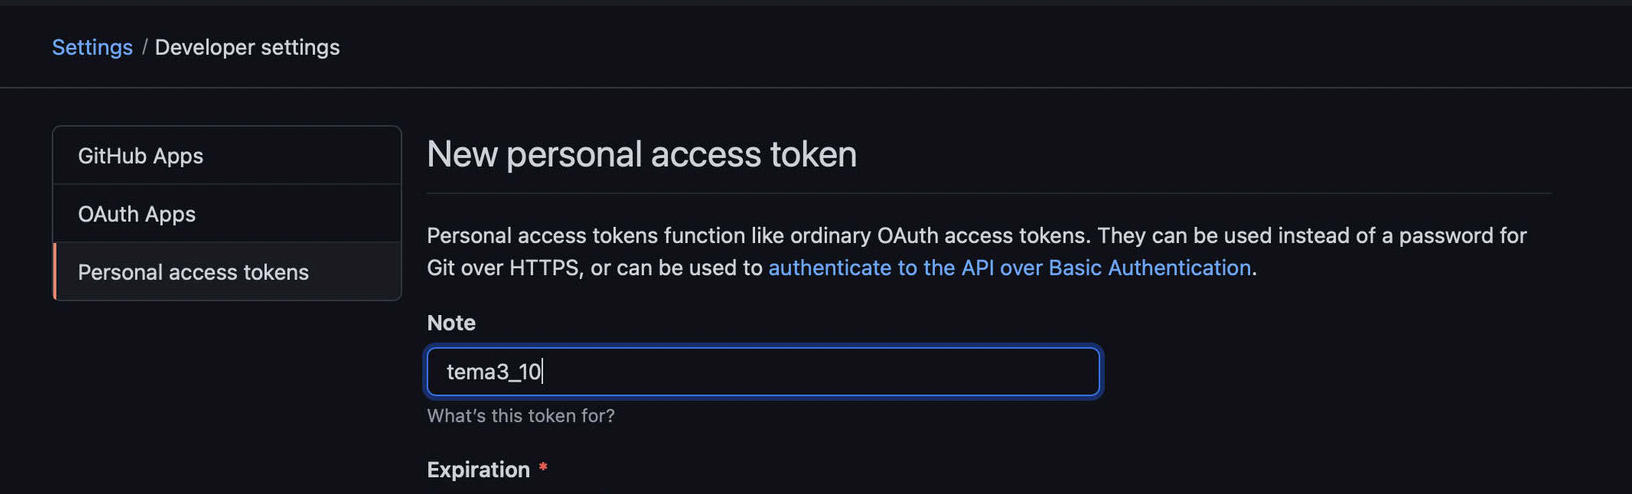 Settings / Developer settings
GitHub Apps
OAuth Apps
Personal access tokens
New personal access token
Personal access tokens function like ordinary OAuth access tokens. They can be used instead of a password for
Git over HTTPS, or can be used to authenticate to the API over Basic Authentication.
Note
tema3_10
What's this token for?
Expiration *